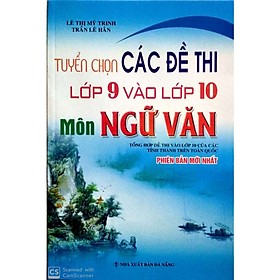 LÊ THỊ MỸ TRINH
TRẦN LÊ HÂN
TUYỂN CHỌN CÁC ĐỀ THI
LỚP 9 VÀO LỚP 10
Môn NGỮ VĂN
TỔNG HỢP ĐỀ THI VÀO LỚP 10 CỦA CÁC
TỈNH THÀNH TRÊN TOÀN QUỐC
PHIÊN BẢN MỚI NHẤT
NHÀ XUẤT BẢN ĐÀ NẴNG
CS
Scanned with
CamScanner